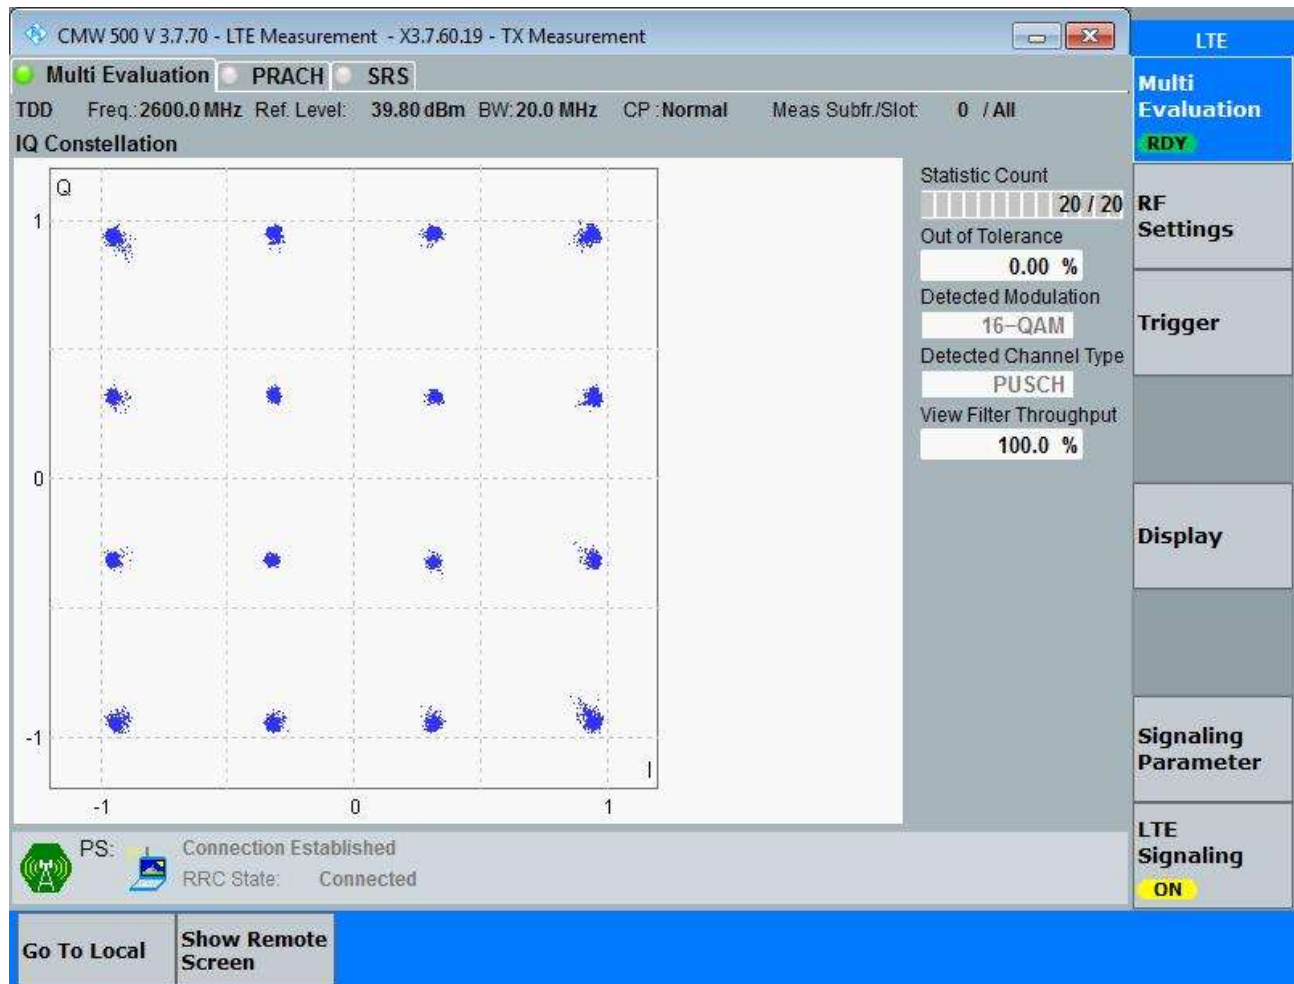 CMW 500 V 3.7.70 - LTE Measurement - X3.7.60.19 - TX Measurement
LTE
Multi Evaluation PRACH SRS
TDD Freq.: 2600.0 MHz Ref. Level: 39.80 dBm BW: 20.0 MHz CP : Normal Meas Subfr./Slot: 0 / All
IQ Constellation
Q
1
0
-1
I
-1 0 1
Statistic Count
20 / 20
Out of Tolerance
0.00 %
Detected Modulation
16-QAM
Detected Channel Type
PUSCH
View Filter Throughput
100.0 %
Multi
Evaluation
RDY
RF
Settings
Trigger
Display
Signaling
Parameter
LTE
Signaling
ON
PS: Connection Established
RRC State: Connected
Go To Local
Show Remote
Screen